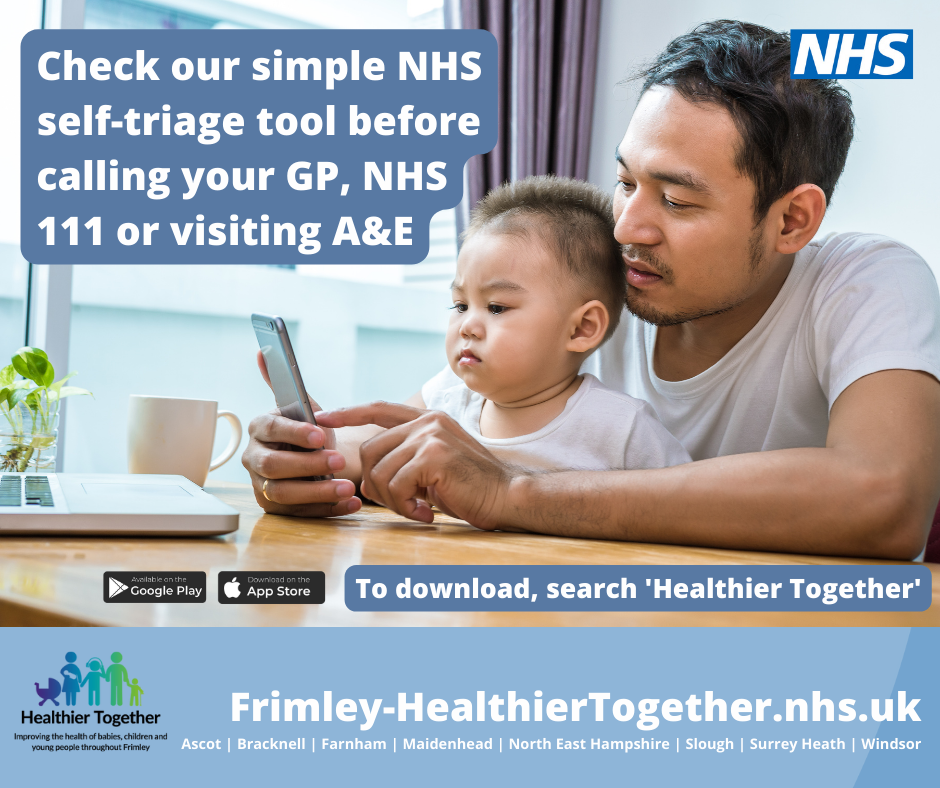 Check our simple NHS
self-triage tool before
calling your GP, NHS
111 or visiting A&E
NHS
Available on the
Google Play
Download on the
App Store
To download, search 'Healthier Together'
Healthier Together
Improving the health of babies, children and
young people throughout Frimley
Frimley-HealthierTogether.nhs.uk
Ascot | Bracknell | Farnham | Maidenhead | North East Hampshire | Slough | Surrey Heath | Windsor